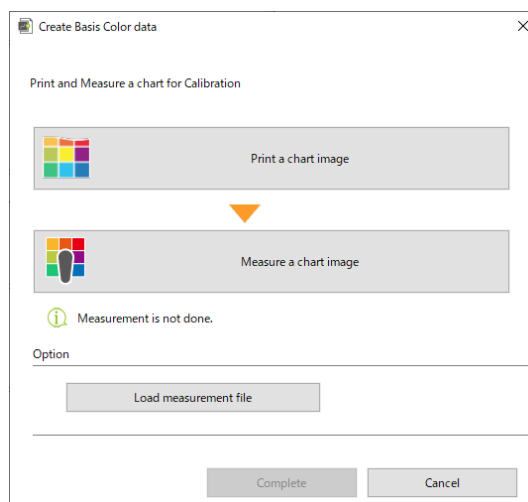 Create Basis Color data
Print and Measure a chart for Calibration
Print a chart image
Measure a chart image
Measurement is not done.
Option
Load measurement file
Complete
Cancel